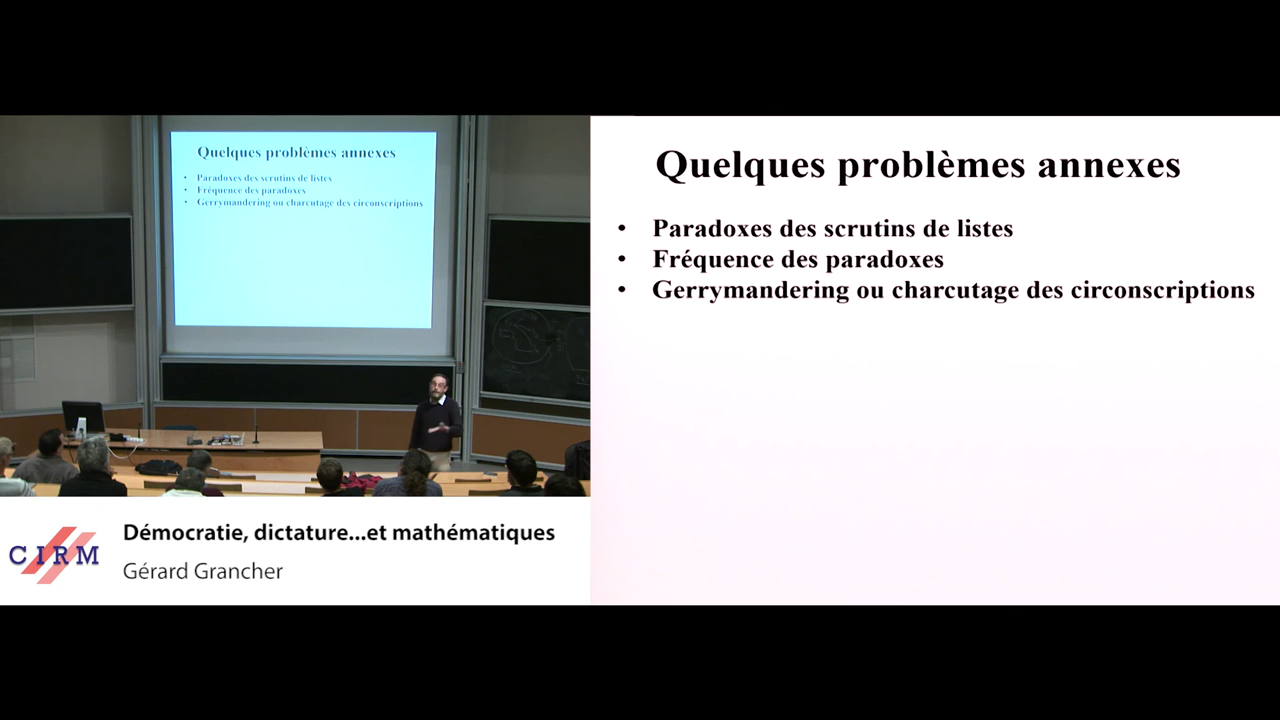 Quelques problèmes annexes
• Paradoxes des scrutins de listes
• Fréquence des paradoxes
• Gerrymandering ou charcutage des circonscriptions
CIRM
Démocratie, dictature...et mathématiques
Gérard Grancher
Quelques problèmes annexes
• Paradoxes des scrutins de listes
• Fréquence des paradoxes
• Gerrymandering ou charcutage des circonscriptions